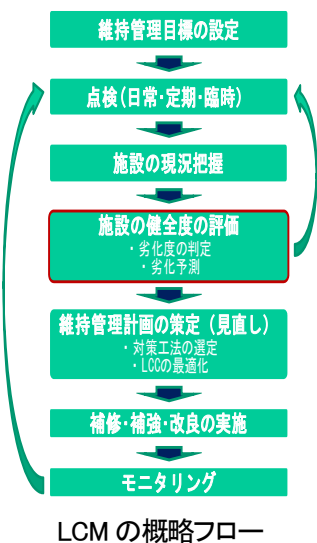 維持管理目標の設定
点検(日常･定期･臨時)
施設の現況把握
施設の健全度の評価
・劣化度の判定
・劣化予測
維持管理計画の策定（見直し）
・対策工法の選定
・LCCの最適化
補修･補強･改良の実施
モニタリング
LCM の概略フロー